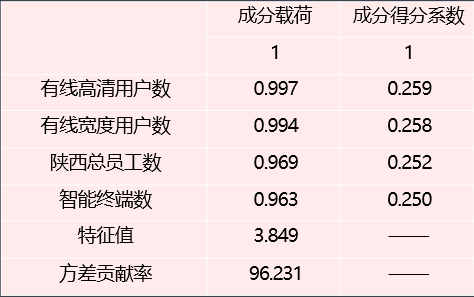 成分载荷 成分得分系数
1 1
有线高清用户数 0.997 0.259
有线宽度用户数 0.994 0.258
陕西总员工数 0.969 0.252
智能终端数 0.963 0.250
特征值 3.849 ——
方差贡献率 96.231 ——